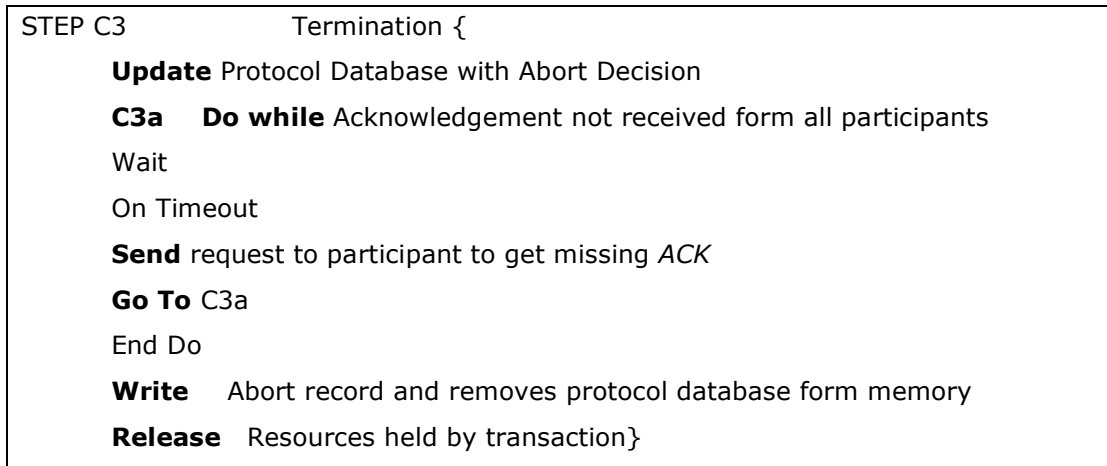 STEP C3 Termination {
Update Protocol Database with Abort Decision
C3a Do while Acknowledgement not received form all participants
Wait
On Timeout
Send request to participant to get missing ACK
Go To C3a
End Do
Write Abort record and removes protocol database form memory
Release Resources held by transaction}